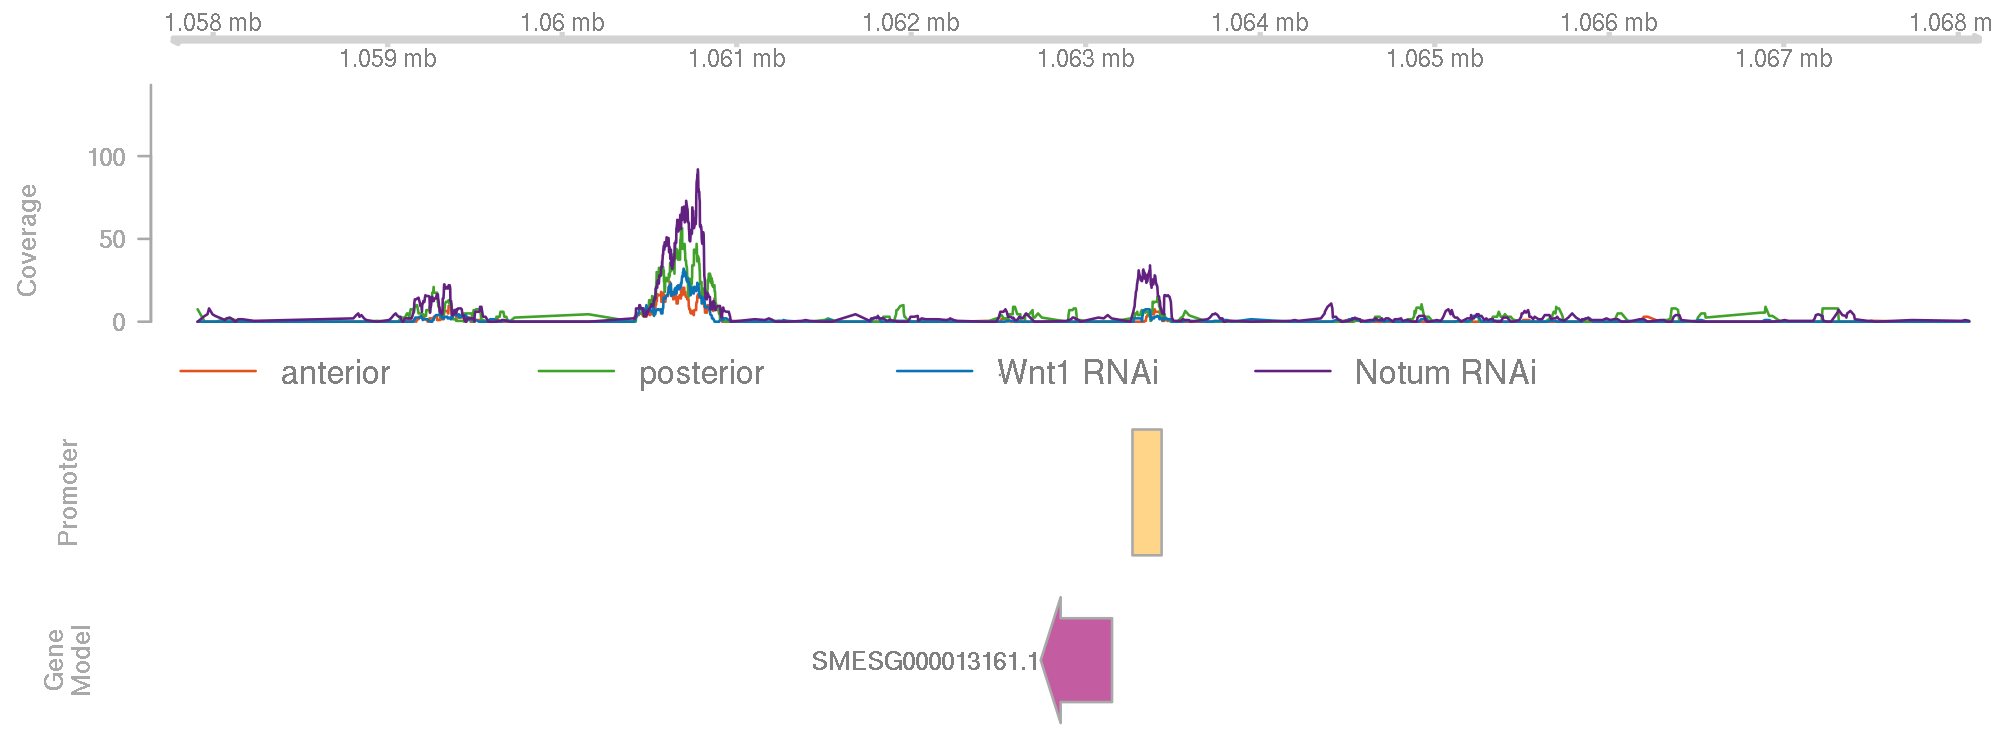 1.058 mb 1.06 mb 1.062 mb 1.064 mb 1.066 mb 1.068 m
1.059 mb 1.061 mb 1.063 mb 1.065 mb 1.067 mb
Coverage
100
50
0
anterior posterior Wnt1 RNAi Notum RNAi
Promoter
Gene
Model
SMESG000013161.1